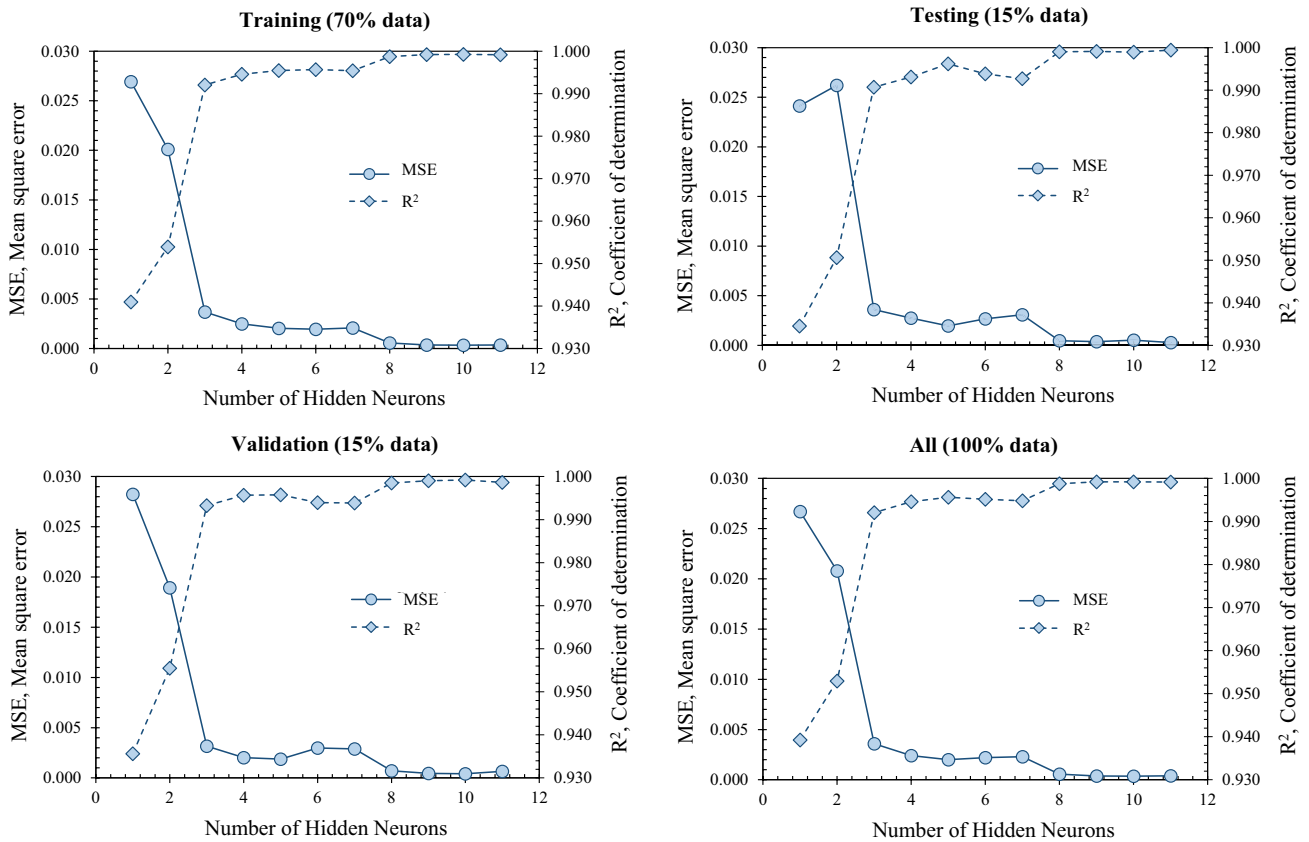 Training (70% data)
MSE, Mean square error
0.030
0.025
0.020
0.015
0.010
0.005
0.000
MSE
R²
1.000
0.990
0.980
0.970
0.960
0.950
0.940
0.930
R², Coefficient of determination
0 2 4 6 8 10 12
Number of Hidden Neurons
Testing (15% data)
MSE, Mean square error
0.030
0.025
0.020
0.015
0.010
0.005
0.000
MSE
R²
1.000
0.990
0.980
0.970
0.960
0.950
0.940
0.930
R², Coefficient of determination
0 2 4 6 8 10 12
Number of Hidden Neurons
Validation (15% data)
MSE, Mean square error
0.030
0.025
0.020
0.015
0.010
0.005
0.000
MSE
R²
1.000
0.990
0.980
0.970
0.960
0.950
0.940
0.930
R², Coefficient of determination
0 2 4 6 8 10 12
Number of Hidden Neurons
All (100% data)
MSE, Mean square error
0.030
0.025
0.020
0.015
0.010
0.005
0.000
MSE
R²
1.000
0.990
0.980
0.970
0.960
0.950
0.940
0.930
R², Coefficient of determination
0 2 4 6 8 10 12
Number of Hidden Neurons